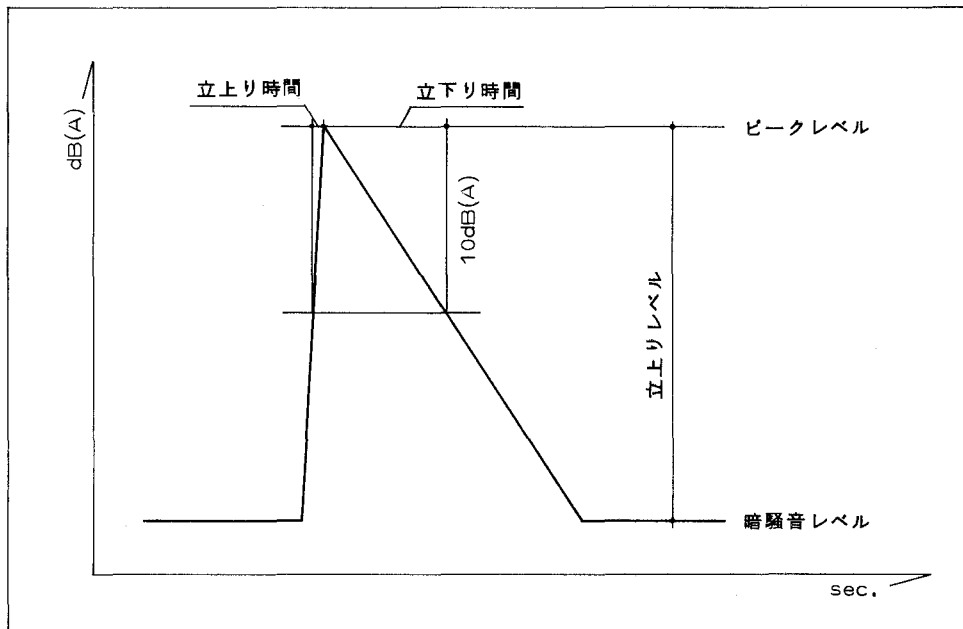 立上り時間
立下り時間
ピークレベル
dB(A)
10dB(A)
立上りレベル
暗騒音レベル
sec.